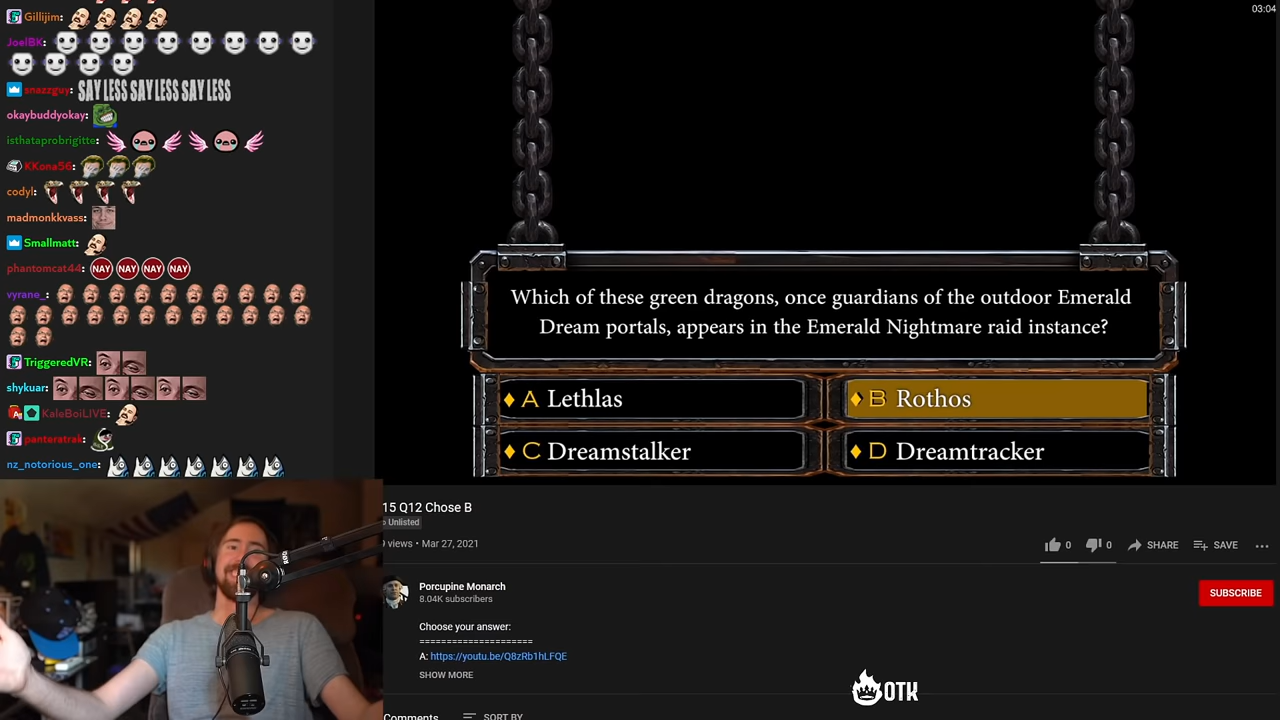 Gillijim:
JoelBK:
snazzguy: SAY LESS SAY LESS SAY LESS
okaybuddyokay:
isthataprobrigitte:
KKona56:
codyl:
madmonkkvass:
Smallmatt:
phantomcat44: NAY NAY NAY NAY
vyrane_:
TriggeredVR:
shykuar:
KaleBoiLIVE:
panteratrak:
nz_notorious_one:
03:04
Which of these green dragons, once guardians of the outdoor Emerald
Dream portals, appears in the Emerald Nightmare raid instance?
A Lethlas
B Rothos
C Dreamstalker
D Dreamtracker
15 Q12 Chose B
Unlisted
9 views • Mar 27, 2021
0
0
SHARE
SAVE
Porcupine Monarch
8.04K subscribers
SUBSCRIBE
Choose your answer:
======================
A: https://youtu.be/Q8zRb1hLFQE
SHOW MORE
OTK
Comments
SORT BY